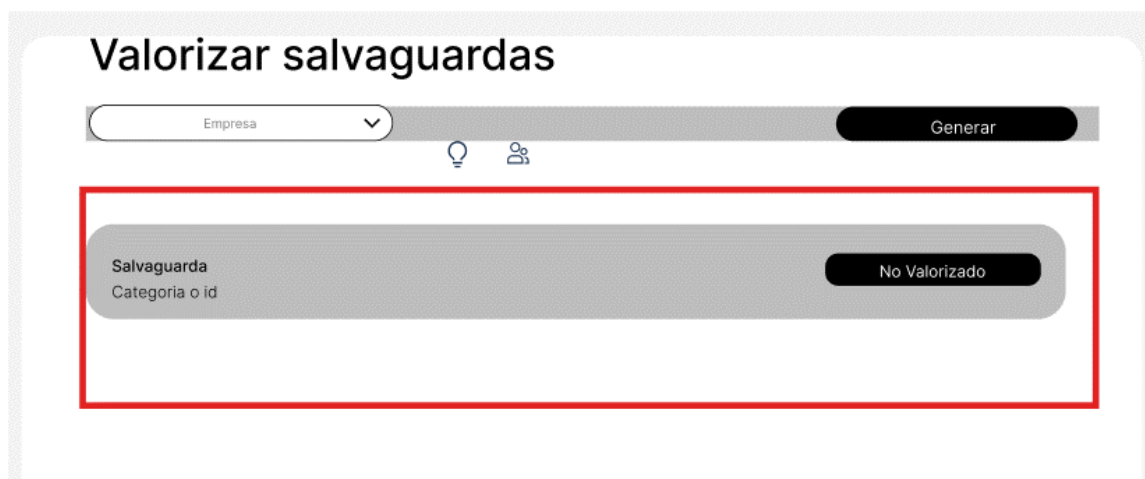 Valorizar salvaguardas
Empresa
Generar
Salvaguarda
No Valorizado
Categoria o id